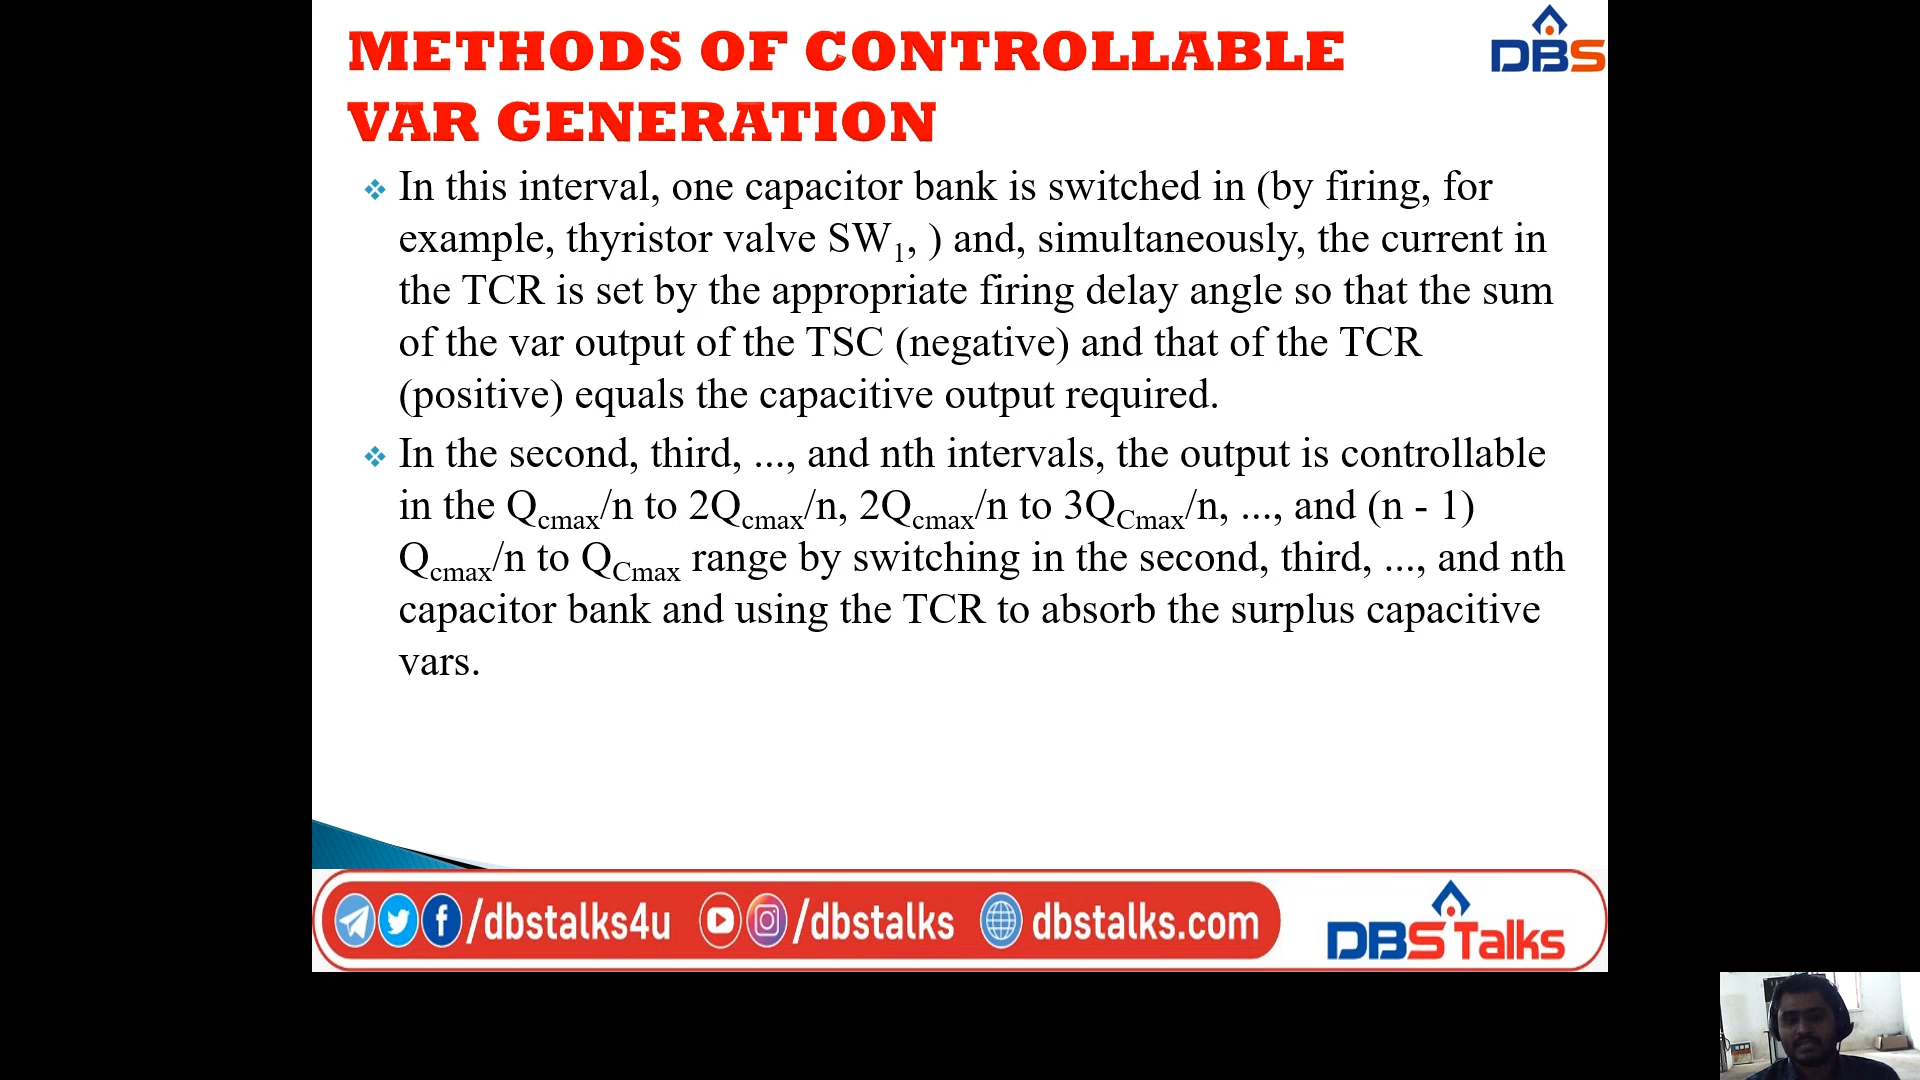 METHODS OF CONTROLLABLE
VAR GENERATION
DBS
In this interval, one capacitor bank is switched in (by firing, for
example, thyristor valve SW1, ) and, simultaneously, the current in
the TCR is set by the appropriate firing delay angle so that the sum
of the var output of the TSC (negative) and that of the TCR
(positive) equals the capacitive output required.
In the second, third, ..., and nth intervals, the output is controllable
in the Qcmax/n to 2Qcmax/n, 2Qcmax/n to 3QCmax/n, ..., and (n - 1)
Qcmax/n to QCmax range by switching in the second, third, ..., and nth
capacitor bank and using the TCR to absorb the surplus capacitive
vars.
/dbstalks4u /dbstalks dbstalks.com
DBS Talks